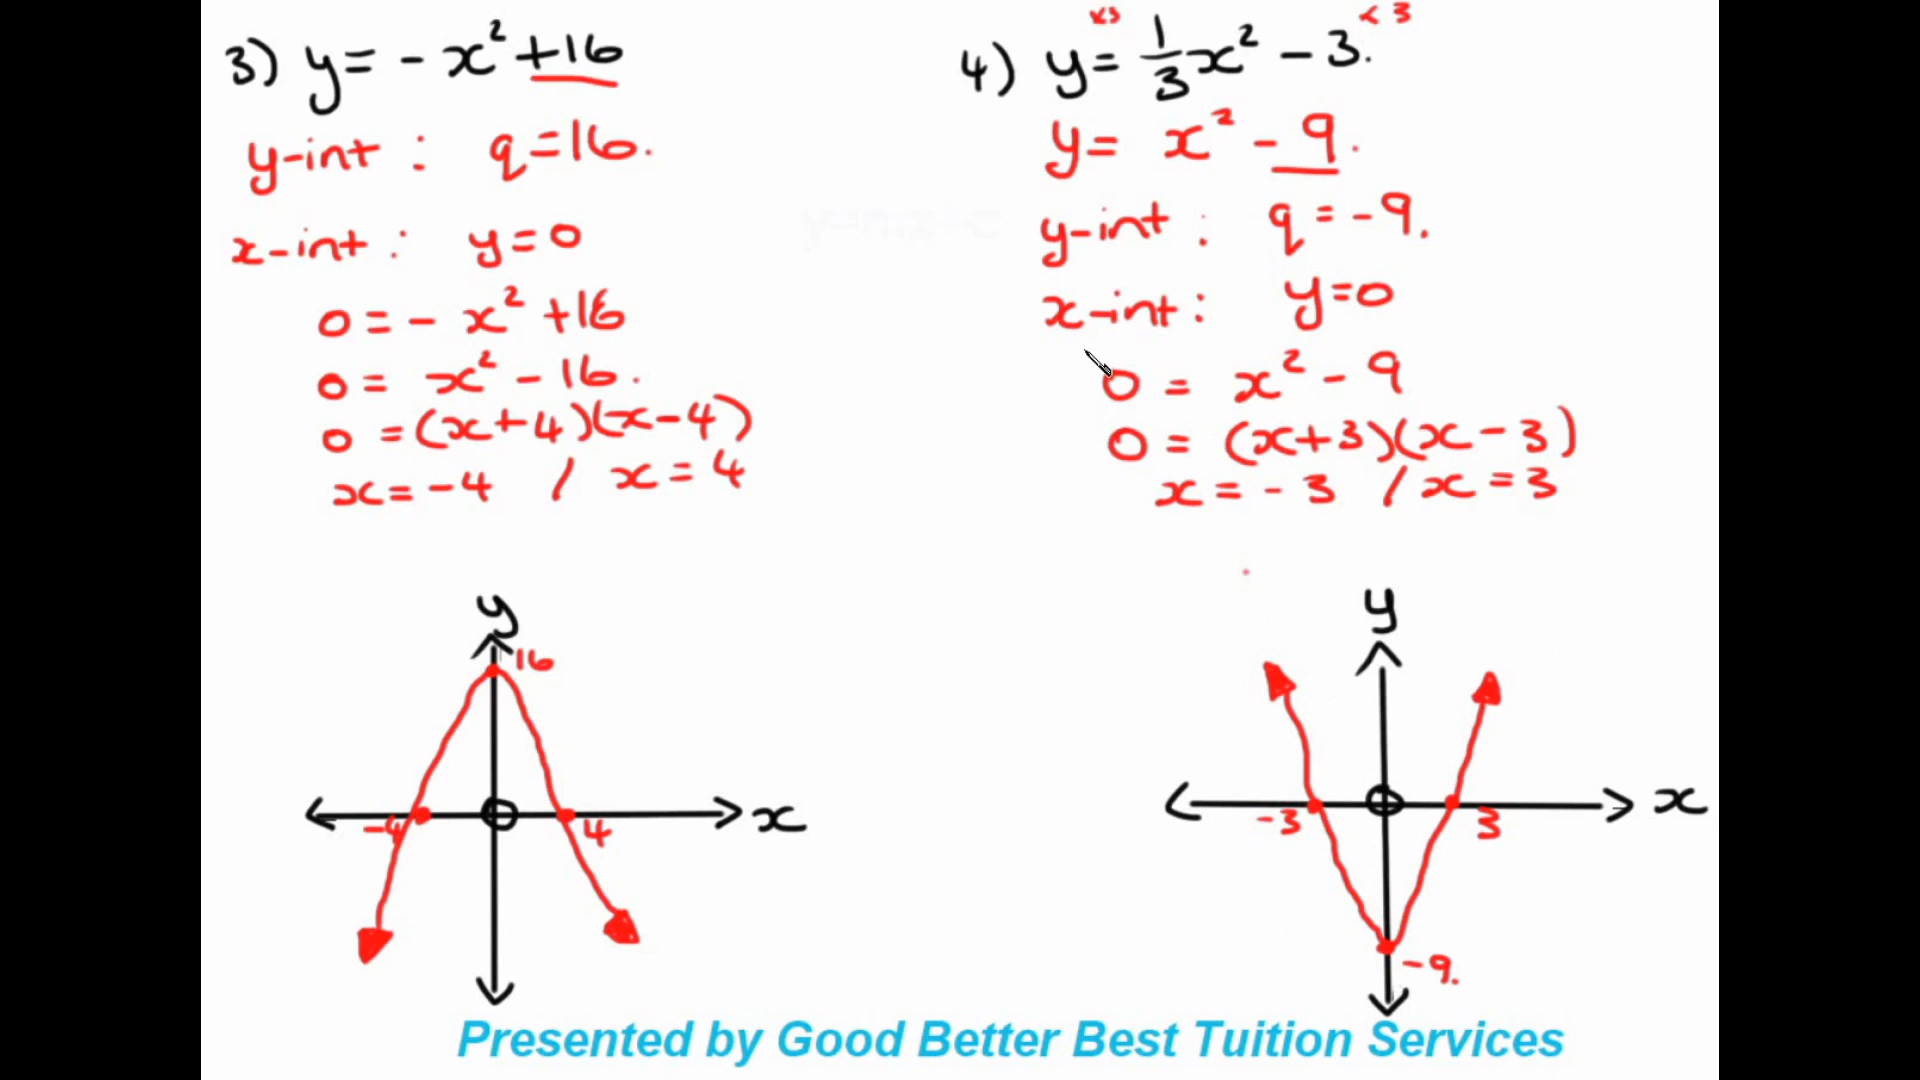 3) y = - x² +16
y-int : q = 16.
x-int : y = 0
0 = - x² +16
0 = x² - 16.
0 = (x+4)(x-4)
x = -4 / x = 4
y
16
-4
4
x
×3 × 3
4) y = 1/3 x² - 3.
y = x² - 9.
y-int : q = -9.
x-int : y = 0
0 = x² - 9
0 = (x+3)(x-3)
x = -3 / x = 3
y
-3
3
x
-9.
Presented by Good Better Best Tuition Services